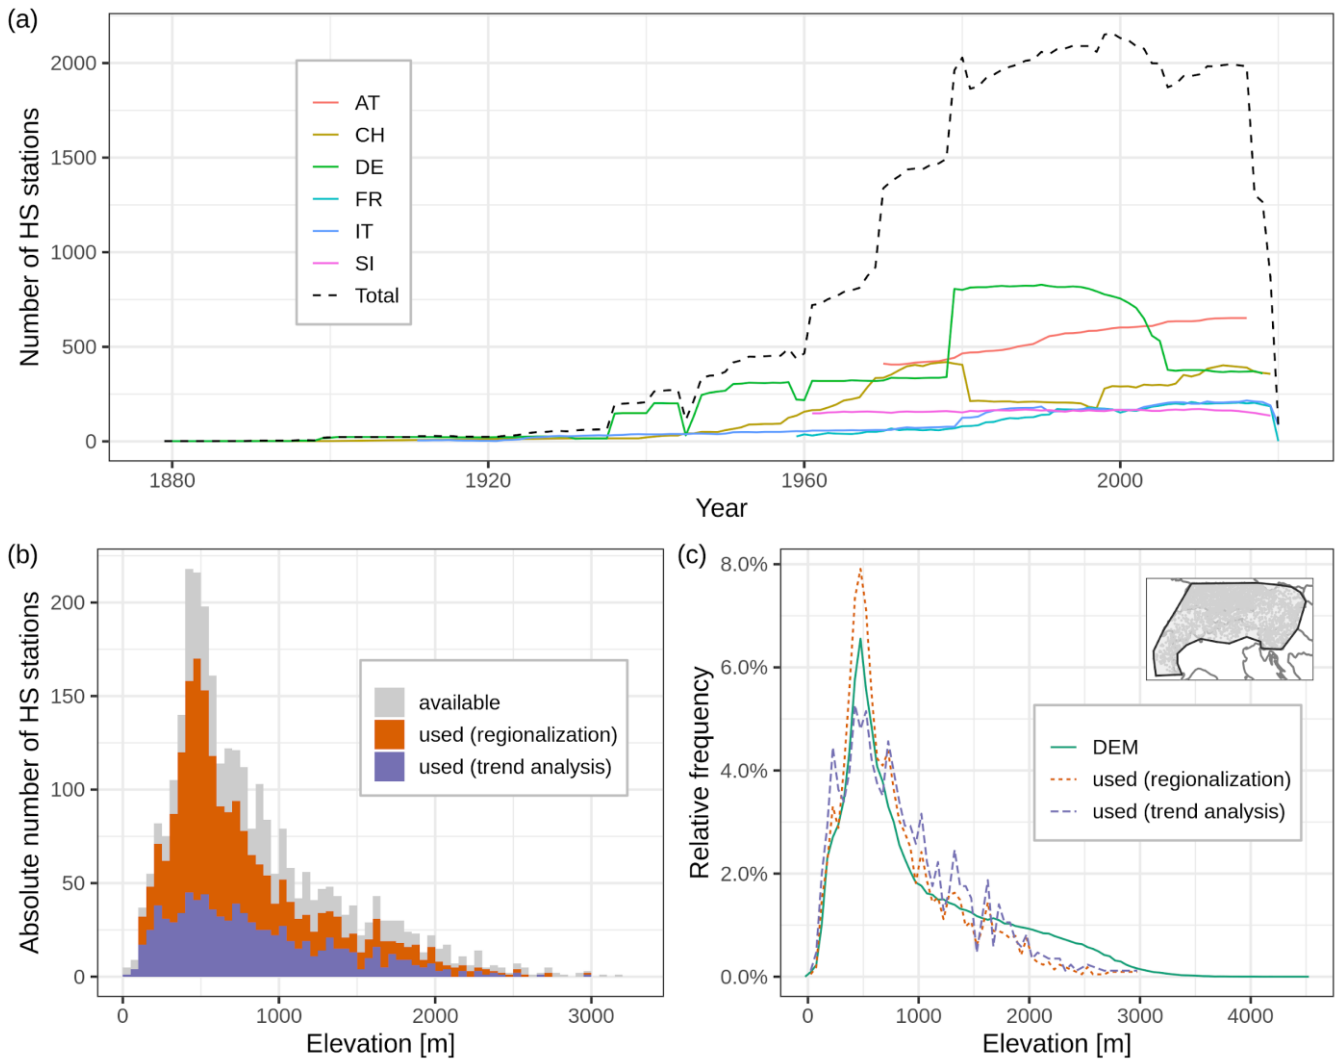 (a)
Number of HS stations
2000
1500
1000
500
0
AT
CH
DE
FR
IT
SI
Total
1880
1920
1960
2000
Year
(b)
Absolute number of HS stations
200
150
100
50
0
available
used (regionalization)
used (trend analysis)
0
1000
2000
3000
Elevation [m]
(c)
Relative frequency
8.0%
6.0%
4.0%
2.0%
0.0%
DEM
used (regionalization)
used (trend analysis)
0
1000
2000
3000
4000
Elevation [m]